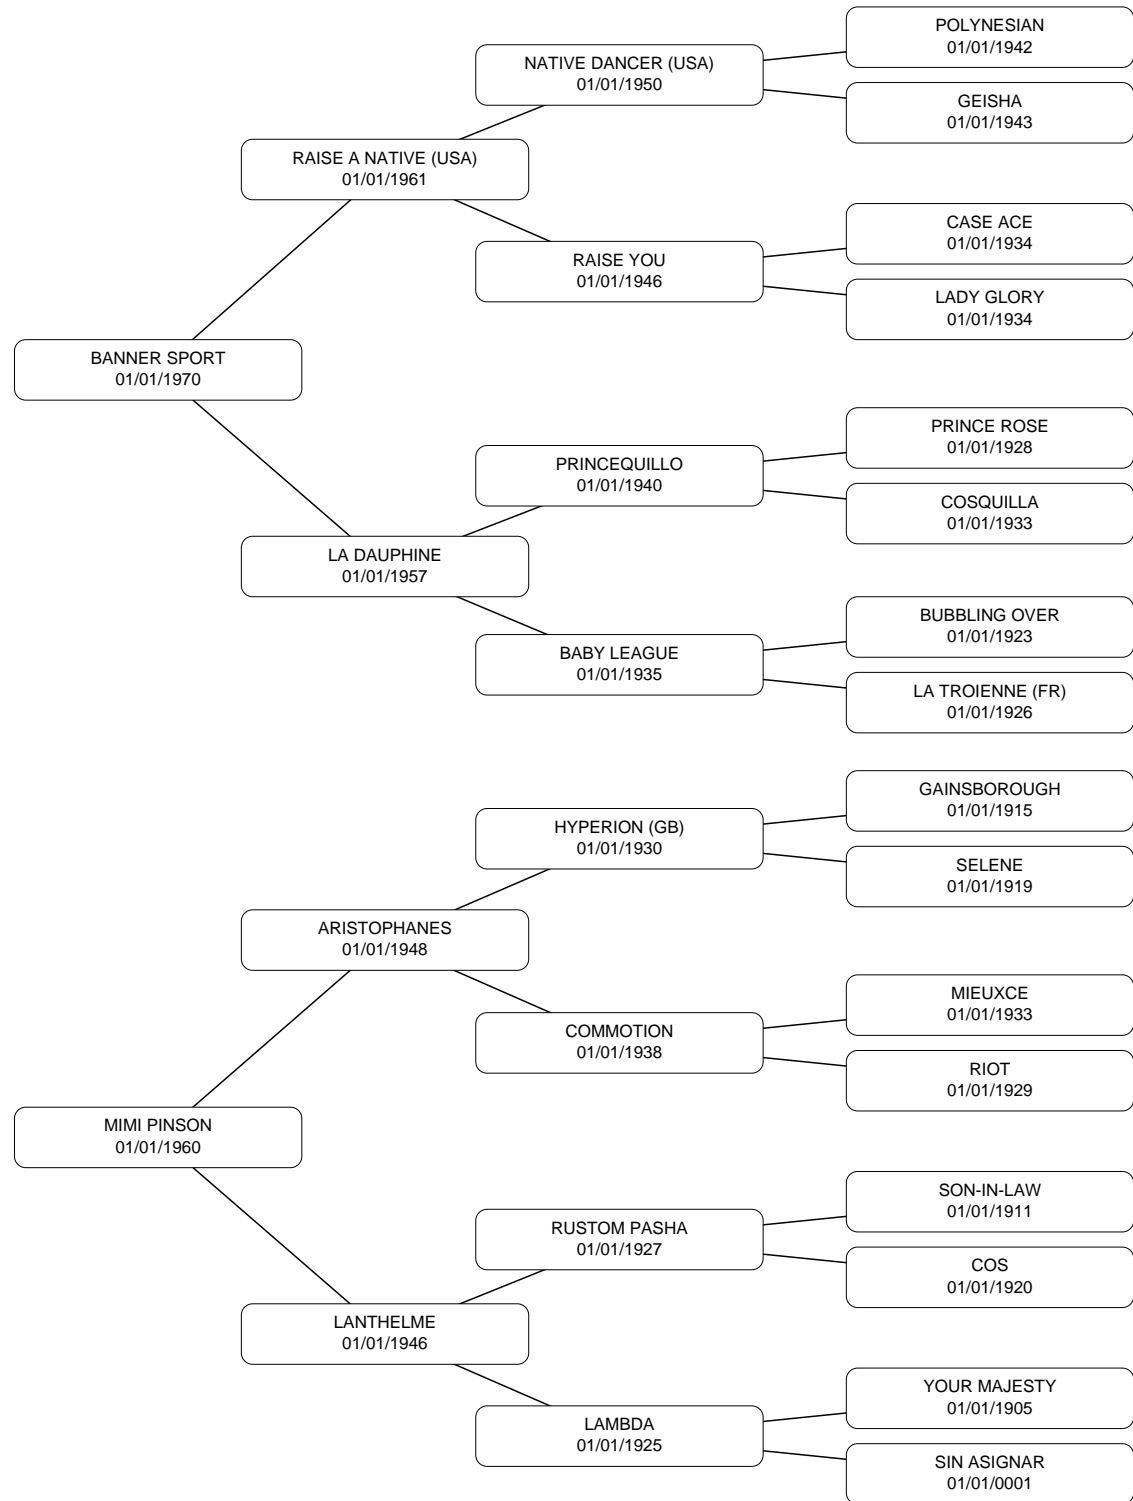 POLYNESIAN
01/01/1942
NATIVE DANCER (USA)
01/01/1950
GEISHA
01/01/1943
RAISE A NATIVE (USA)
01/01/1961
CASE ACE
01/01/1934
RAISE YOU
01/01/1946
LADY GLORY
01/01/1934
BANNER SPORT
01/01/1970
PRINCE ROSE
01/01/1928
PRINCEQUILLO
01/01/1940
COSQUILLA
01/01/1933
LA DAUPHINE
01/01/1957
BUBBLING OVER
01/01/1923
BABY LEAGUE
01/01/1935
LA TROIENNE (FR)
01/01/1926
GAINSBOROUGH
01/01/1915
HYPERION (GB)
01/01/1930
SELENE
01/01/1919
ARISTOPHANES
01/01/1948
MIEUXCE
01/01/1933
COMMOTION
01/01/1938
RIOT
01/01/1929
MIMI PINSON
01/01/1960
SON-IN-LAW
01/01/1911
RUSTOM PASHA
01/01/1927
COS
01/01/1920
LANTHELME
01/01/1946
YOUR MAJESTY
01/01/1905
LAMBDA
01/01/1925
SIN ASIGNAR
01/01/0001